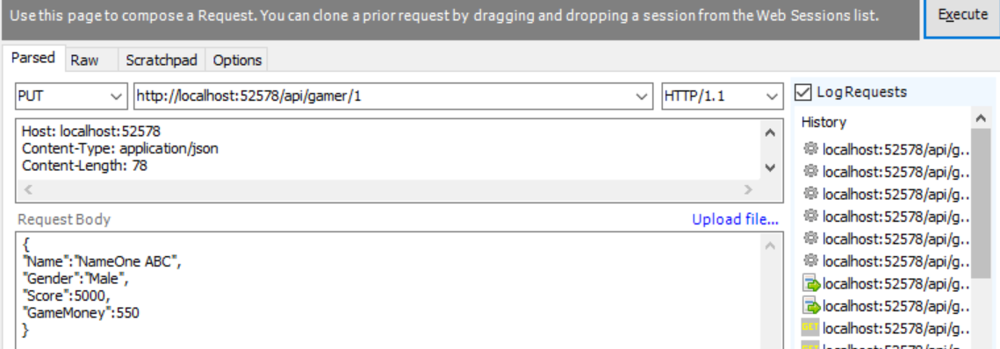 Use this page to compose a Request. You can clone a prior request by dragging and dropping a session from the Web Sessions list.
Execute
Parsed Raw Scratchpad Options
PUT http://localhost:52578/api/gamer/1 HTTP/1.1
Log Requests
Host: localhost:52578
Content-Type: application/json
Content-Length: 78
Request Body Upload file...
{
"Name":"NameOne ABC",
"Gender":"Male",
"Score":5000,
"GameMoney":550
}
History
localhost:52578/api/g...
localhost:52578/api/g...
localhost:52578/api/g...
localhost:52578/api/g...
localhost:52578/api/g...
localhost:52578/api/g...
localhost:52578/api/g...
localhost:52578/api/g...
GET localhost:52578/api/g...